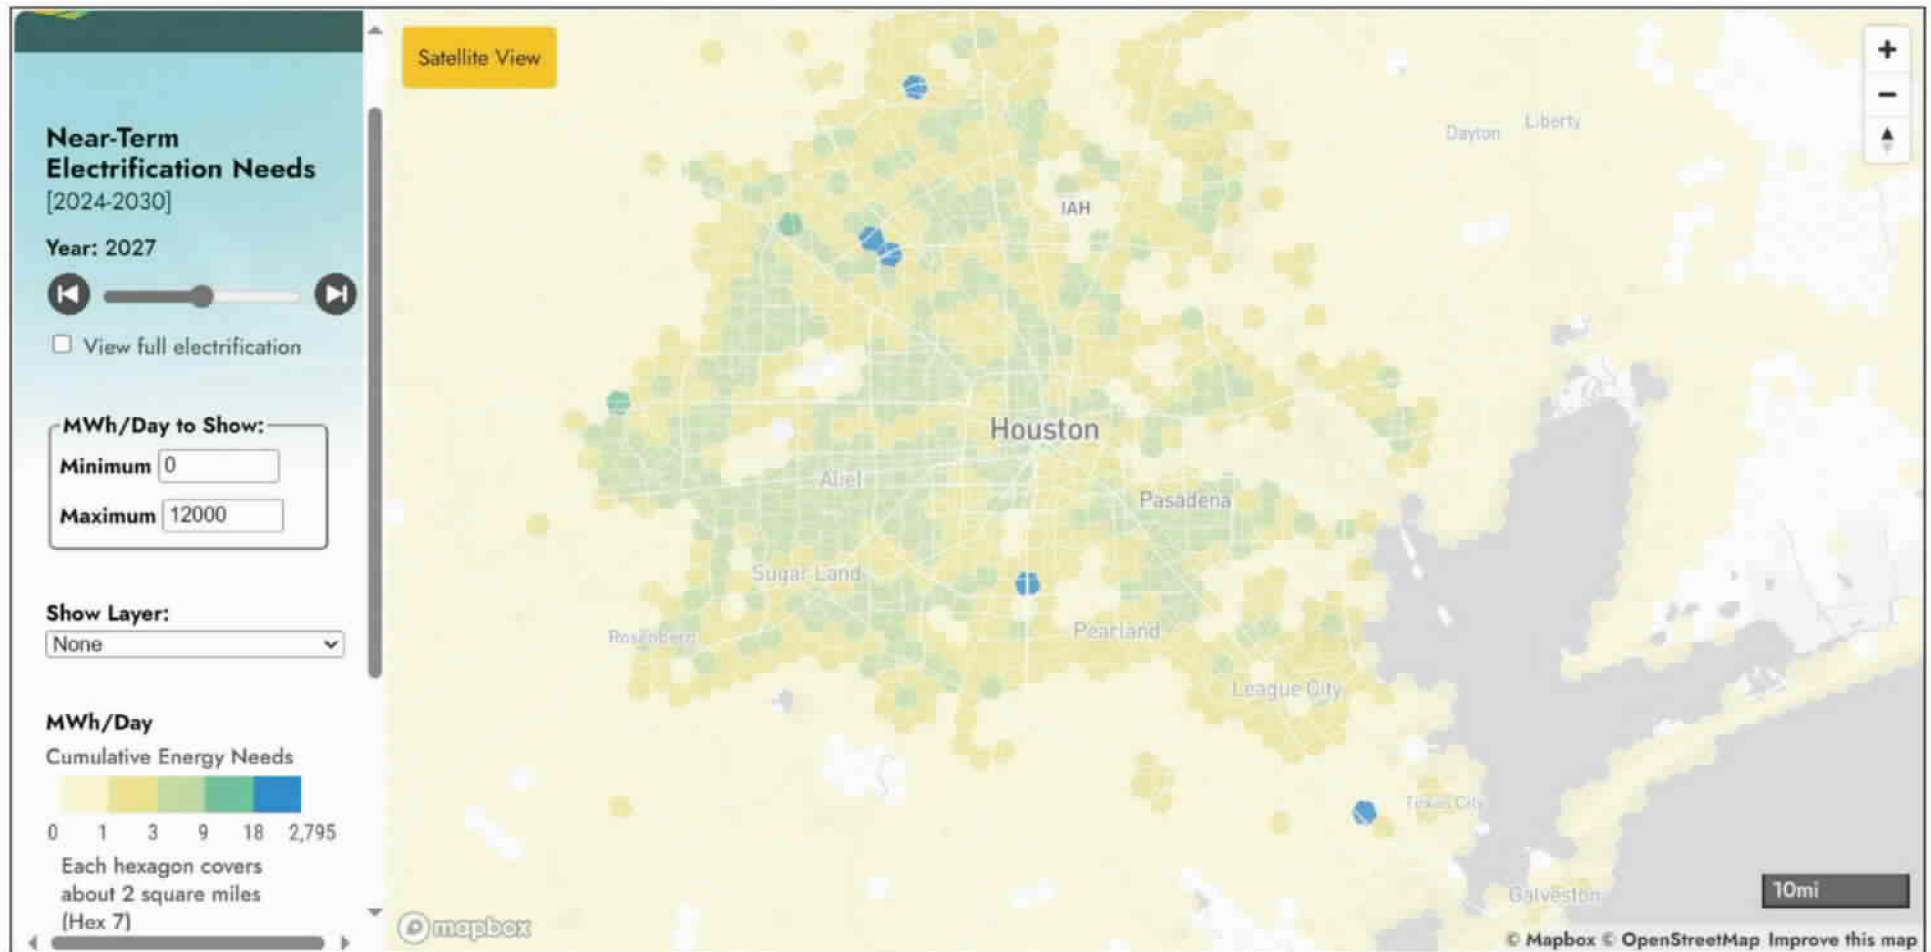 Near-Term
Electrification Needs
[2024-2030]
Year: 2027
View full electrification
MWh/Day to Show:
Minimum 0
Maximum 12000
Show Layer:
None
MWh/Day
Cumulative Energy Needs
0 1 3 9 18 2,795
Each hexagon covers
about 2 square miles
(Hex 7)
Satellite View
+
−
Dayton
Liberty
IAH
Houston
Alief
Pasadena
Sugar Land
Rosenberg
Pearland
League City
Texas City
Galveston
10mi
mapbox
© Mapbox © OpenStreetMap Improve this map